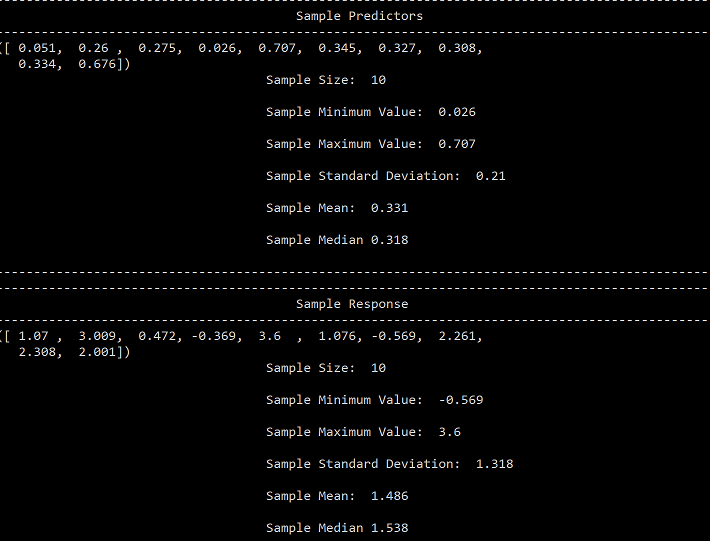 --------------------------------------------------------------------------------
Sample Predictors
--------------------------------------------------------------------------------
([ 0.051,  0.26 ,  0.275,  0.026,  0.707,  0.345,  0.327,  0.308,
0.334,  0.676])
Sample Size:  10
Sample Minimum Value:  0.026
Sample Maximum Value:  0.707
Sample Standard Deviation:  0.21
Sample Mean:  0.331
Sample Median 0.318
--------------------------------------------------------------------------------
--------------------------------------------------------------------------------
Sample Response
--------------------------------------------------------------------------------
([ 1.07 ,  3.009,  0.472, -0.369,  3.6  ,  1.076, -0.569,  2.261,
2.308,  2.001])
Sample Size:  10
Sample Minimum Value:  -0.569
Sample Maximum Value:  3.6
Sample Standard Deviation:  1.318
Sample Mean:  1.486
Sample Median 1.538